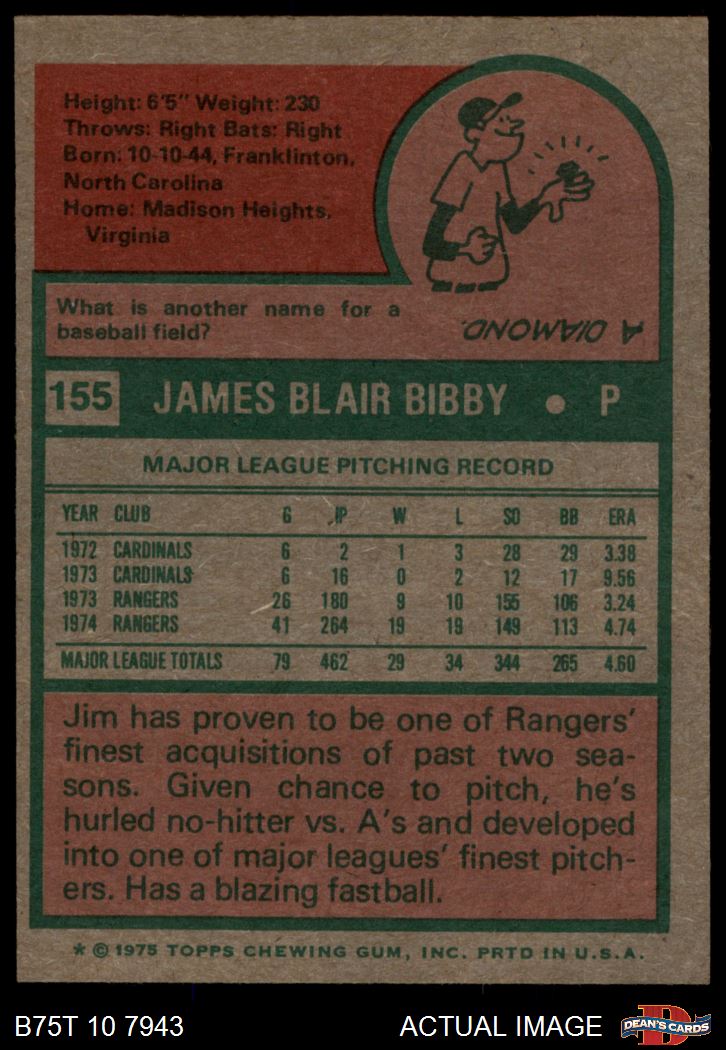 Height: 6'5" Weight: 230
Throws: Right Bats: Right
Born: 10-10-44, Franklinton,
North Carolina
Home: Madison Heights,
Virginia
What is another name for a
baseball field?
A DIAMOND.
155 JAMES BLAIR BIBBY • P
MAJOR LEAGUE PITCHING RECORD
YEAR CLUB G IP W L SO BB ERA
1972 CARDINALS 6 2 1 3 28 29 3.38
1973 CARDINALS 6 16 0 2 12 17 9.56
1973 RANGERS 26 180 9 10 155 106 3.24
1974 RANGERS 41 264 19 19 149 113 4.74
MAJOR LEAGUE TOTALS 79 462 29 34 344 265 4.60
Jim has proven to be one of Rangers'
finest acquisitions of past two sea-
sons. Given chance to pitch, he's
hurled no-hitter vs. A's and developed
into one of major leagues' finest pitch-
ers. Has a blazing fastball.
* © 1975 TOPPS CHEWING GUM, INC. PRTD IN U.S.A.
B75T 10 7943 ACTUAL IMAGE
D
DEAN'S CARDS